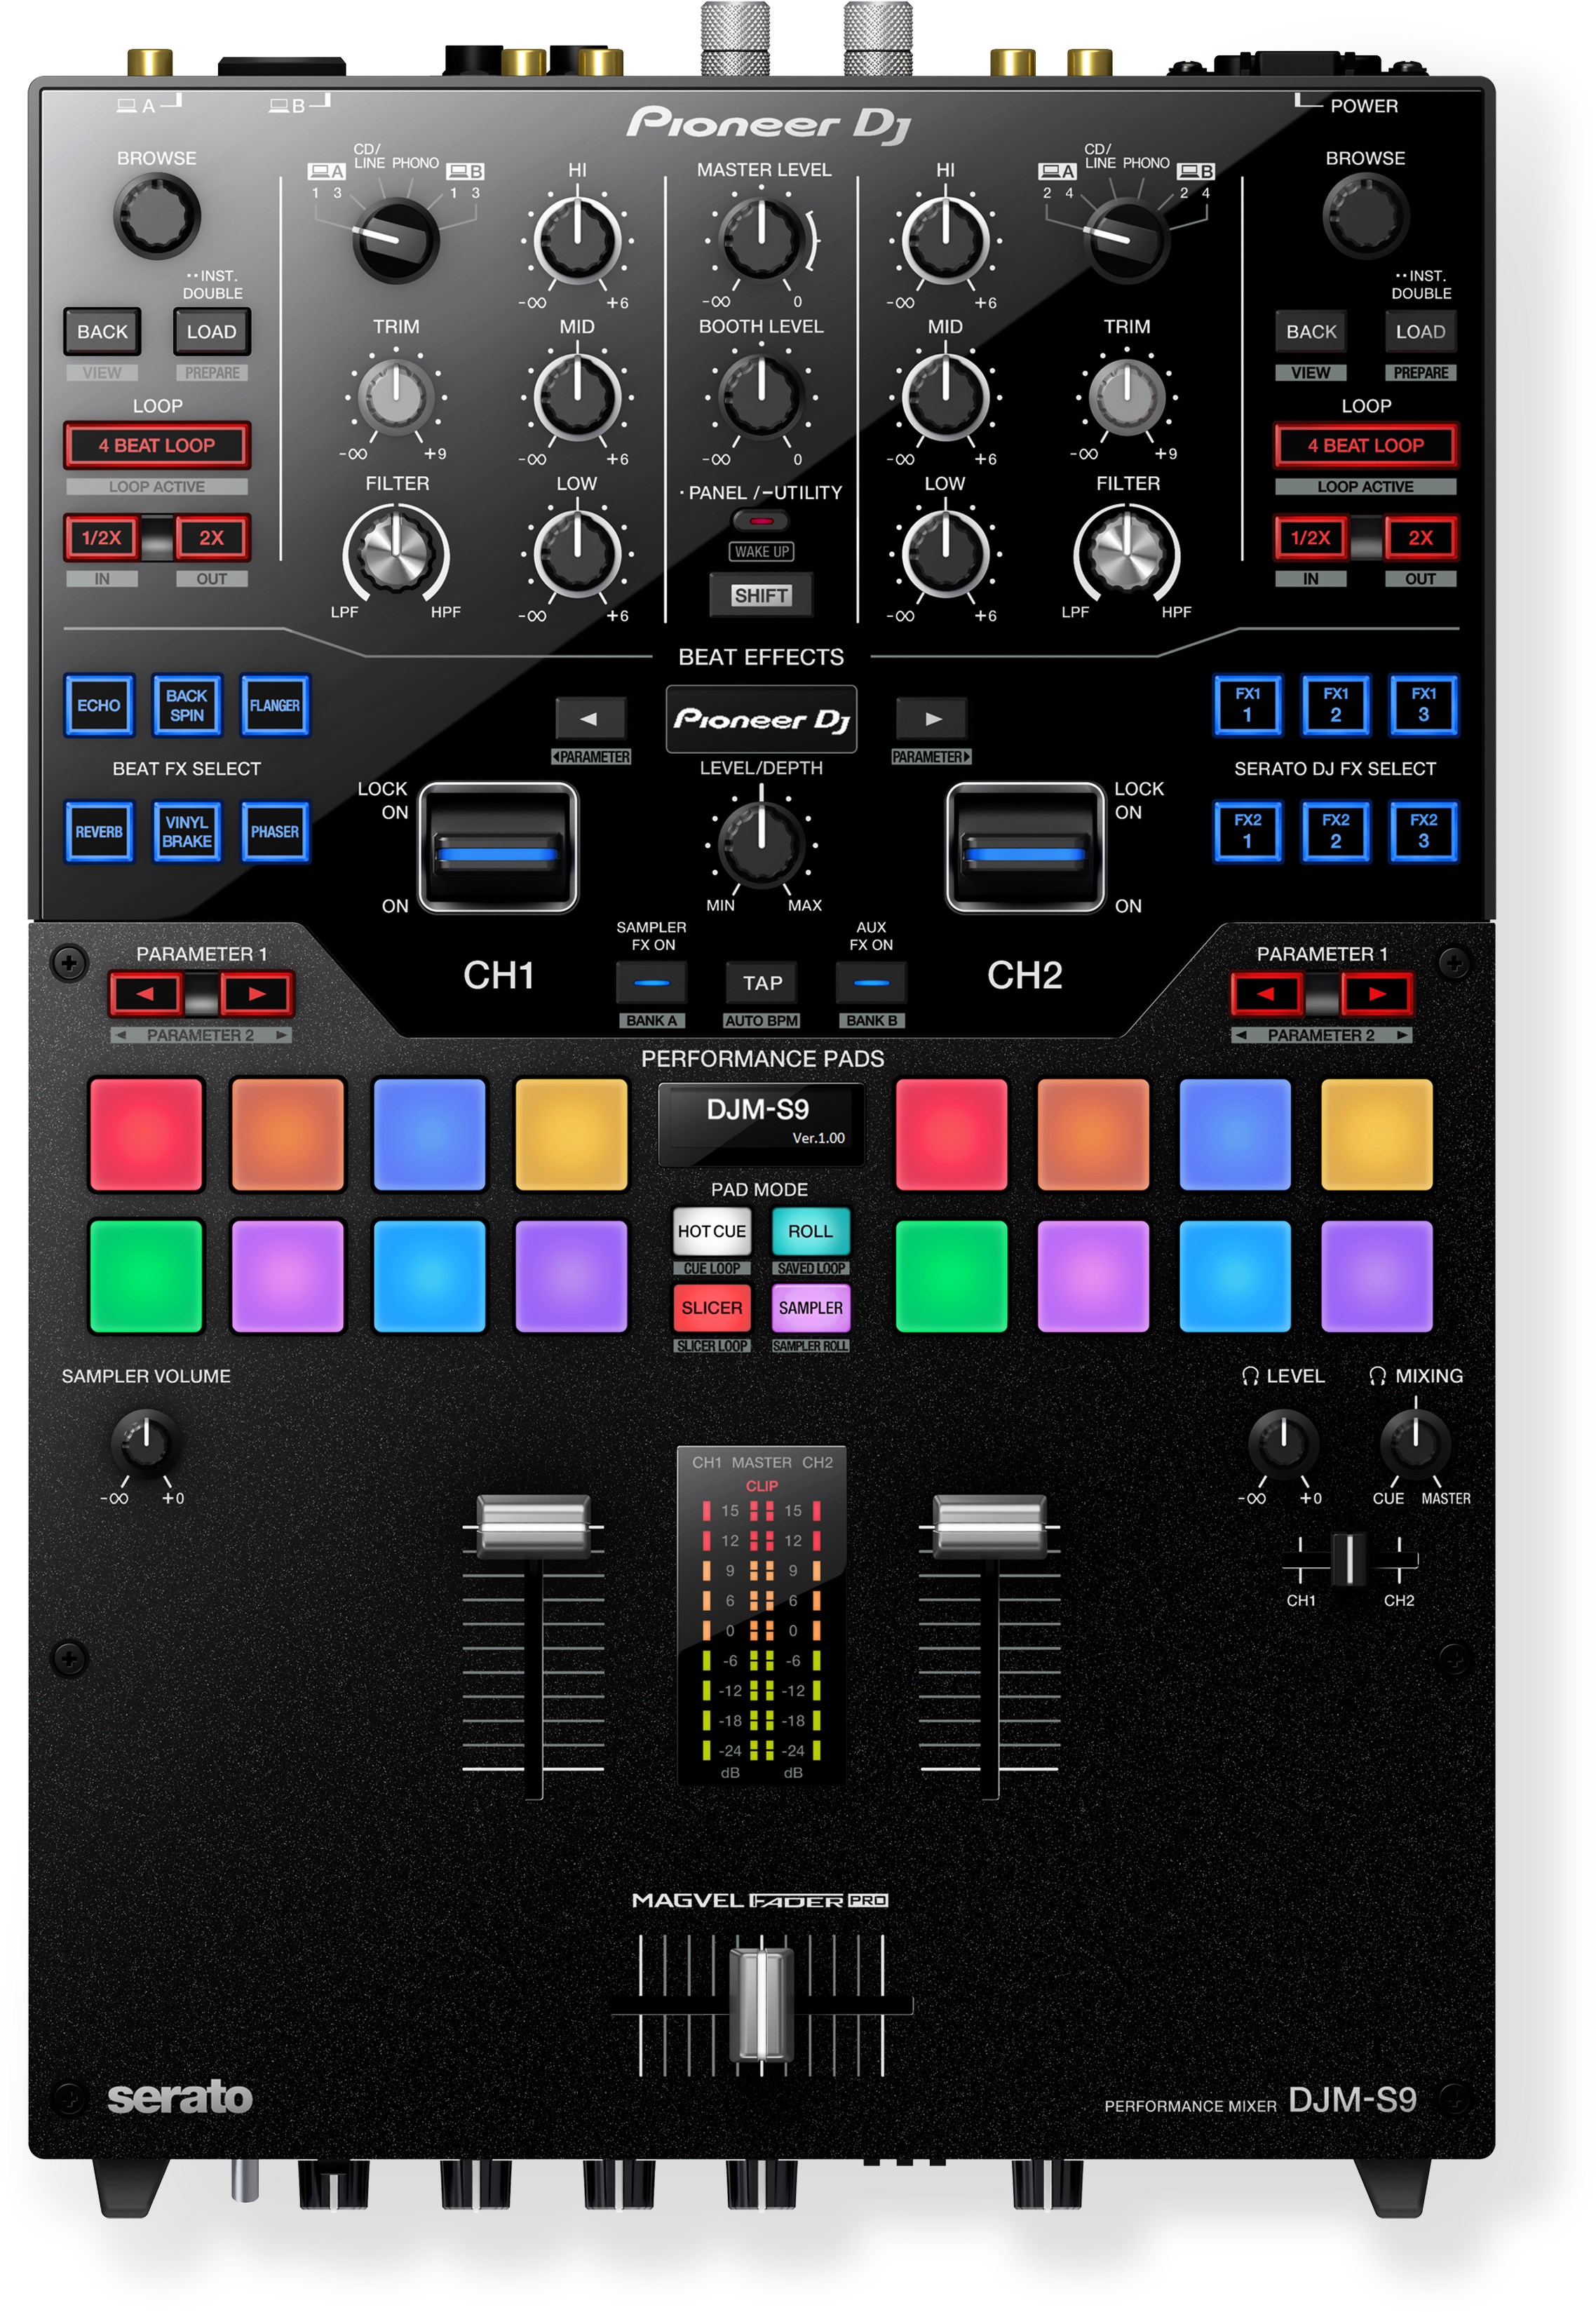 A
B
POWER
Pioneer Dj
BROWSE
A
CD/
LINE PHONO
B
1 3
1 3
HI
MASTER LEVEL
HI
A
CD/
LINE PHONO
B
2 4
2 4
BROWSE
-∞ +6
-∞ 0
-∞ +6
··INST.
DOUBLE
··INST.
DOUBLE
BACK LOAD
VIEW PREPARE
TRIM MID BOOTH LEVEL MID TRIM
BACK LOAD
VIEW PREPARE
LOOP
4 BEAT LOOP
LOOP ACTIVE
-∞ +9
-∞ +6
-∞ 0
-∞ +6
-∞ +9
LOOP
4 BEAT LOOP
LOOP ACTIVE
FILTER LOW ·PANEL /−UTILITY LOW FILTER
1/2X 2X
IN OUT
WAKE UP
SHIFT
1/2X 2X
IN OUT
LPF HPF
-∞ +6
-∞ +6
LPF HPF
BEAT EFFECTS
ECHO
BACK
SPIN
FLANGER
◀
Pioneer Dj
▶
FX1
1
FX1
2
FX1
3
◀PARAMETER
PARAMETER▶
BEAT FX SELECT
LEVEL/DEPTH
SERATO DJ FX SELECT
REVERB
VINYL
BRAKE
PHASER
LOCK
ON
ON
MIN MAX
LOCK
ON
ON
FX2
1
FX2
2
FX2
3
SAMPLER
FX ON
AUX
FX ON
PARAMETER 1
◀ ▶
◀ PARAMETER 2 ▶
CH1
TAP
CH2
BANK A AUTO BPM BANK B
PARAMETER 1
◀ ▶
◀ PARAMETER 2 ▶
PERFORMANCE PADS
DJM-S9
Ver.1.00
PAD MODE
HOT CUE ROLL
CUE LOOP SAVED LOOP
SLICER SAMPLER
SLICER LOOP SAMPLER ROLL
SAMPLER VOLUME
-∞ +0
LEVEL MIXING
-∞ +0
CUE MASTER
CH1 CH2
CH1 MASTER CH2
CLIP
15 15
12 12
9 9
6 6
0 0
-6 -6
-12 -12
-18 -18
-24 -24
dB dB
MAGVEL FADER PRO
serato
PERFORMANCE MIXER DJM-S9